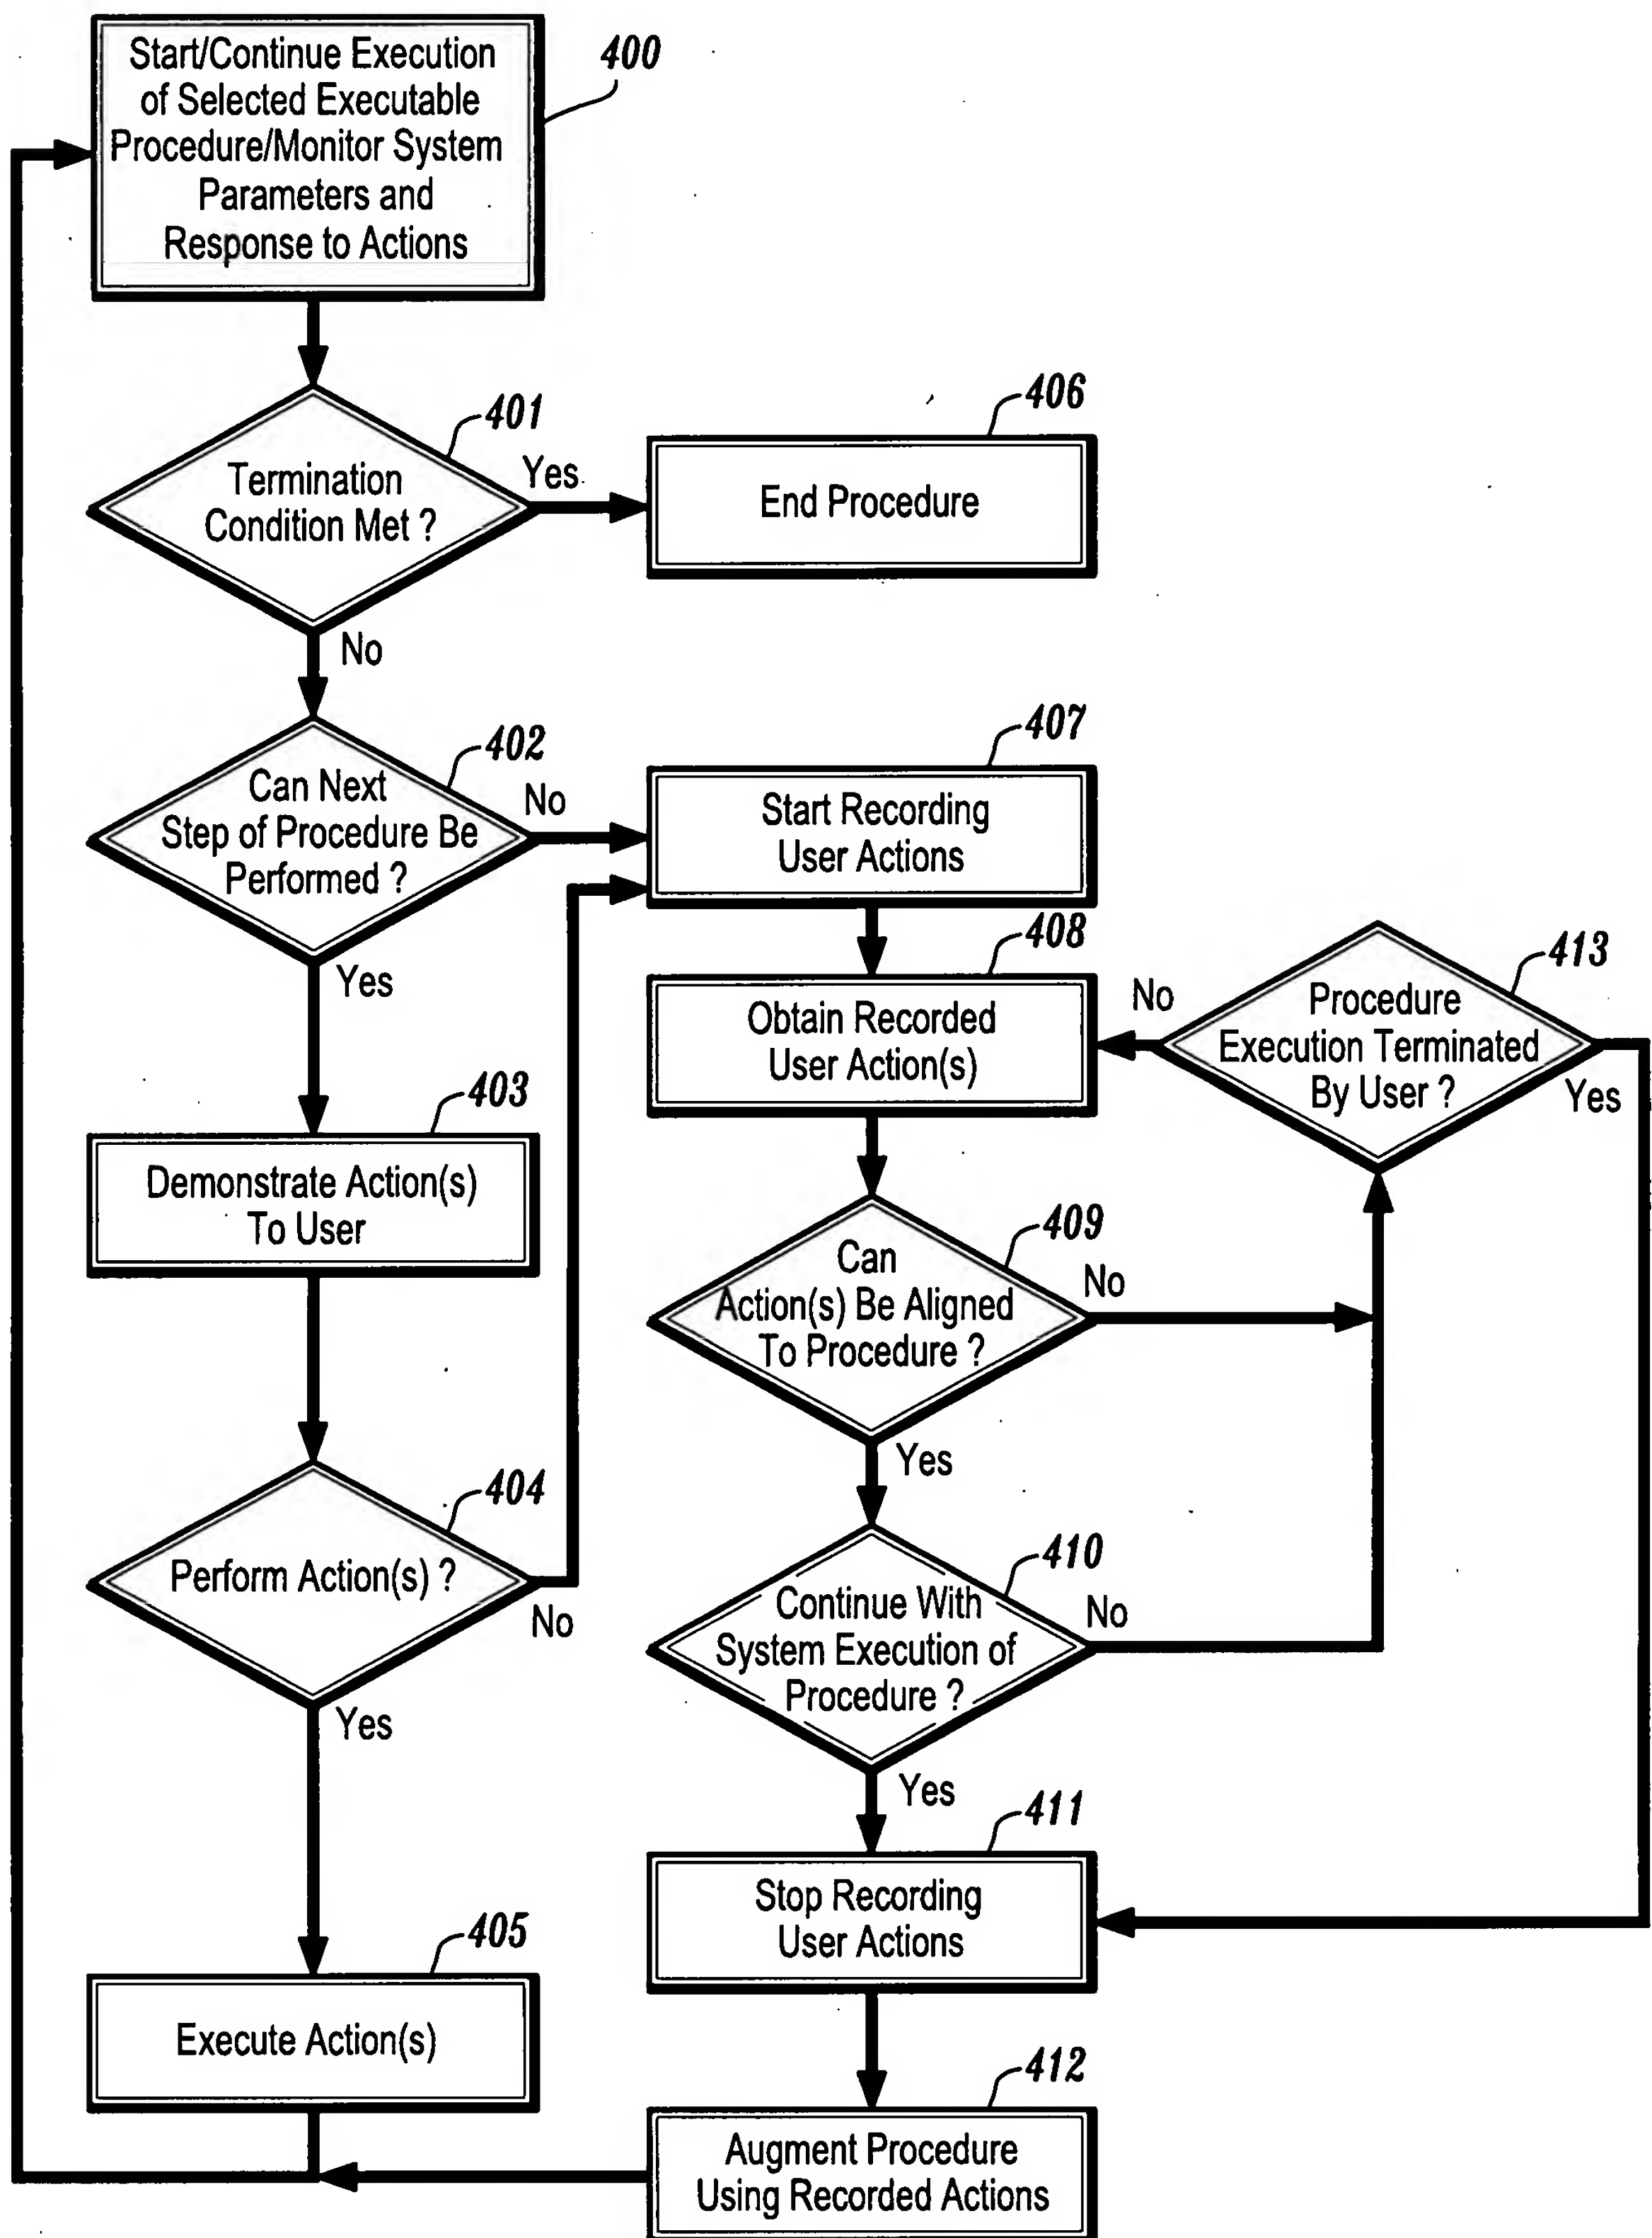 Start/Continue Execution
of Selected Executable
Procedure/Monitor System
Parameters and
Response to Actions
400
401
Termination
Condition Met ?
Yes
No
406
End Procedure
402
Can Next
Step of Procedure Be
Performed ?
No
Yes
407
Start Recording
User Actions
408
Obtain Recorded
User Action(s)
413
Procedure
Execution Terminated
By User ?
No
Yes
403
Demonstrate Action(s)
To User
409
Can
Action(s) Be Aligned
To Procedure ?
No
Yes
404
Perform Action(s) ?
No
Yes
410
Continue With
System Execution of
Procedure ?
No
Yes
411
Stop Recording
User Actions
405
Execute Action(s)
412
Augment Procedure
Using Recorded Actions